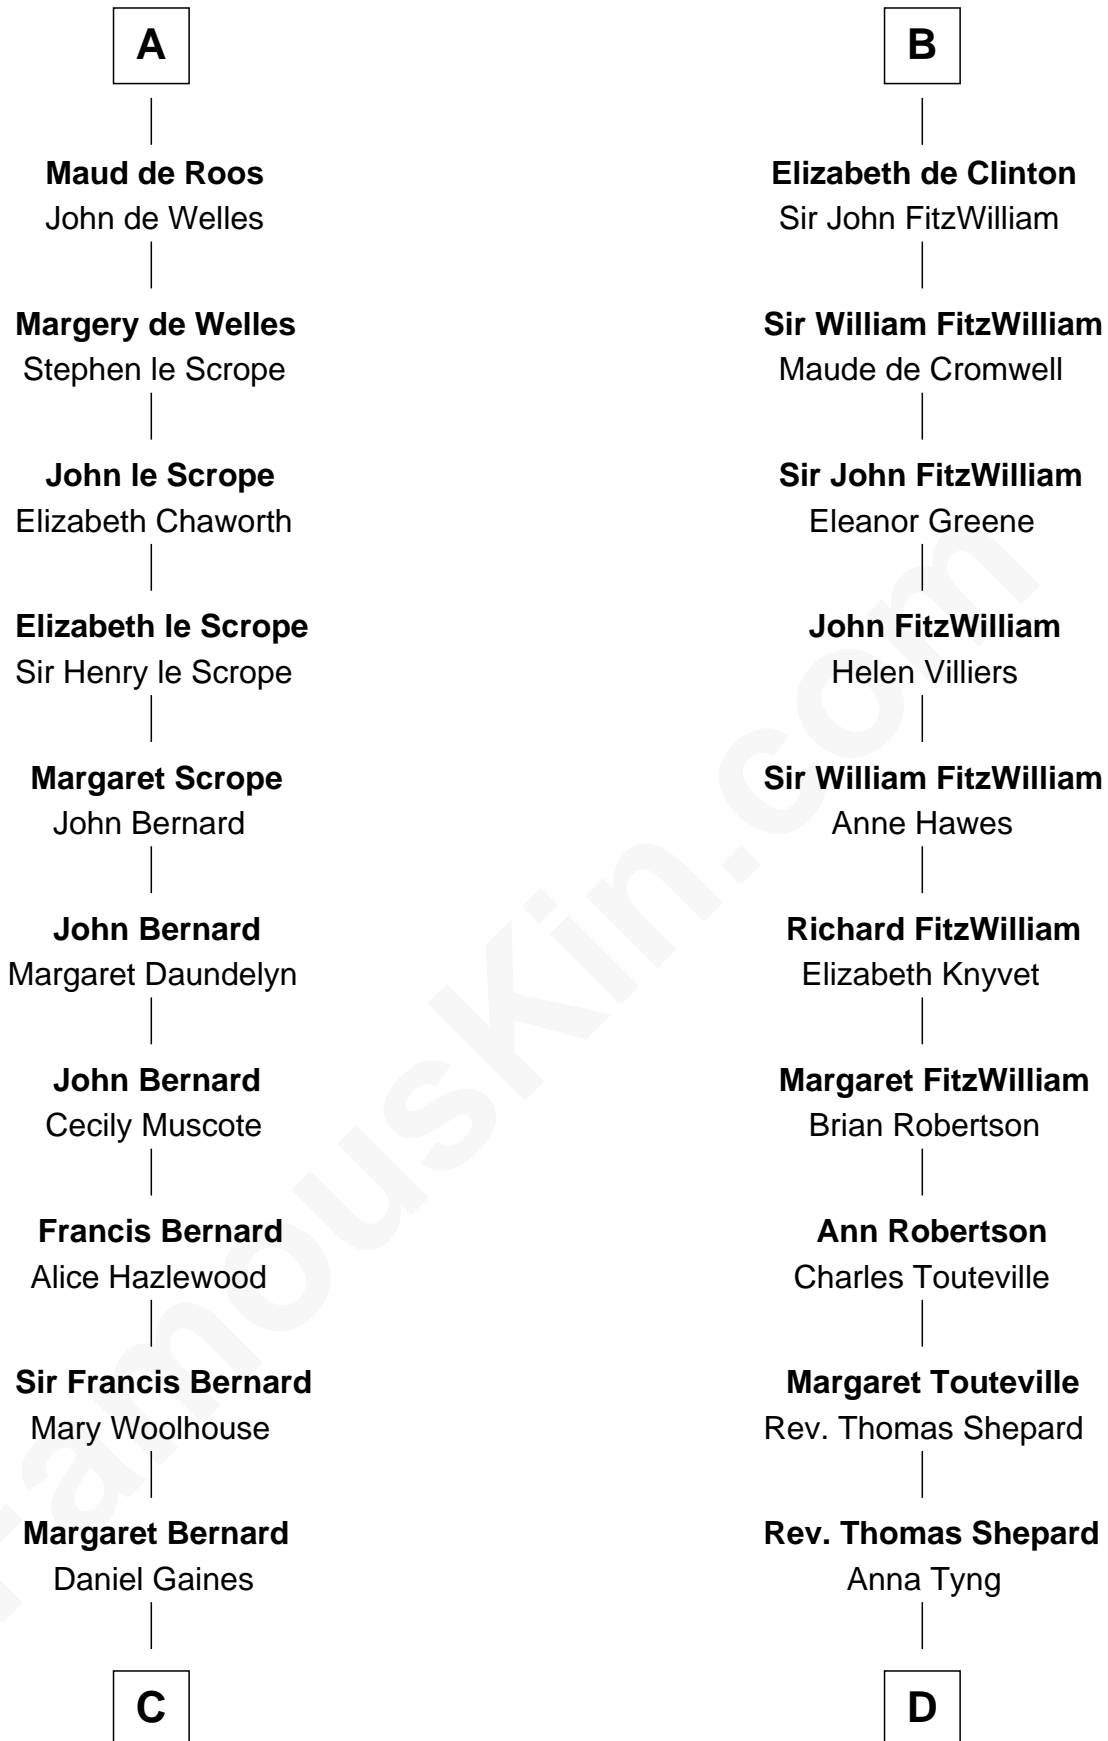 A
Maud de Roos
John de Welles
Margery de Welles
Stephen le Scrope
John le Scrope
Elizabeth Chaworth
Elizabeth le Scrope
Sir Henry le Scrope
Margaret Scrope
John Bernard
John Bernard
Margaret Daundelyn
John Bernard
Cecily Muscote
Francis Bernard
Alice Hazlewood
Sir Francis Bernard
Mary Woolhouse
Margaret Bernard
Daniel Gaines
C
B
Elizabeth de Clinton
Sir John FitzWilliam
Sir William FitzWilliam
Maude de Cromwell
Sir John FitzWilliam
Eleanor Greene
John FitzWilliam
Helen Villiers
Sir William FitzWilliam
Anne Hawes
Richard FitzWilliam
Elizabeth Knyvet
Margaret FitzWilliam
Brian Robertson
Ann Robertson
Charles Touteville
Margaret Touteville
Rev. Thomas Shepard
Rev. Thomas Shepard
Anna Tyng
D
FamousKin.com